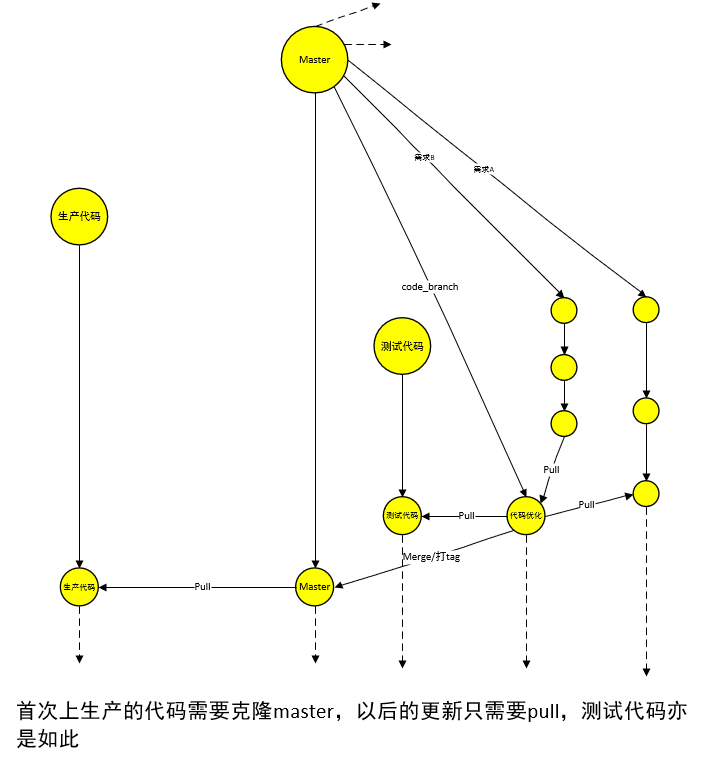 Master
需求B
需求A
生产代码
code_branch
测试代码
Pull
Pull
测试代码
Pull
代码优化
Merge/打tag
生产代码
Pull
Master
首次上生产的代码需要克隆master，以后的更新只需要pull，测试代码亦
是如此